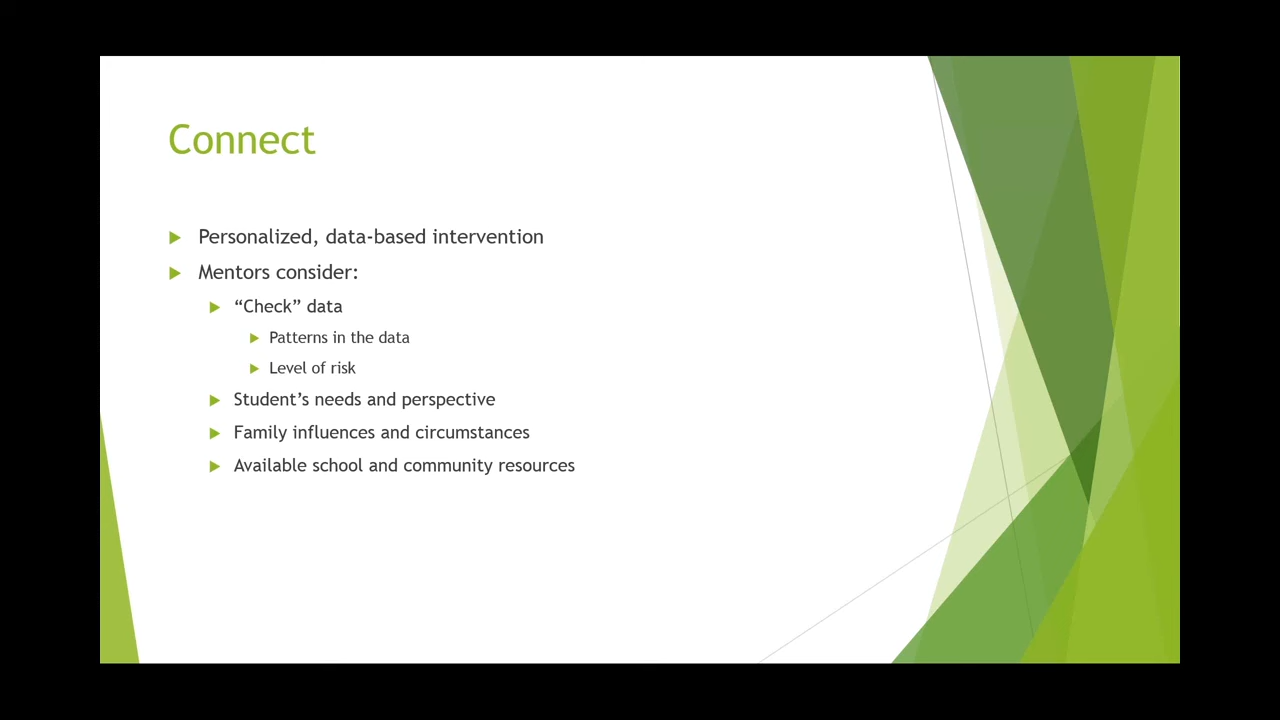 Connect
Personalized, data-based intervention
Mentors consider:
“Check” data
Patterns in the data
Level of risk
Student’s needs and perspective
Family influences and circumstances
Available school and community resources